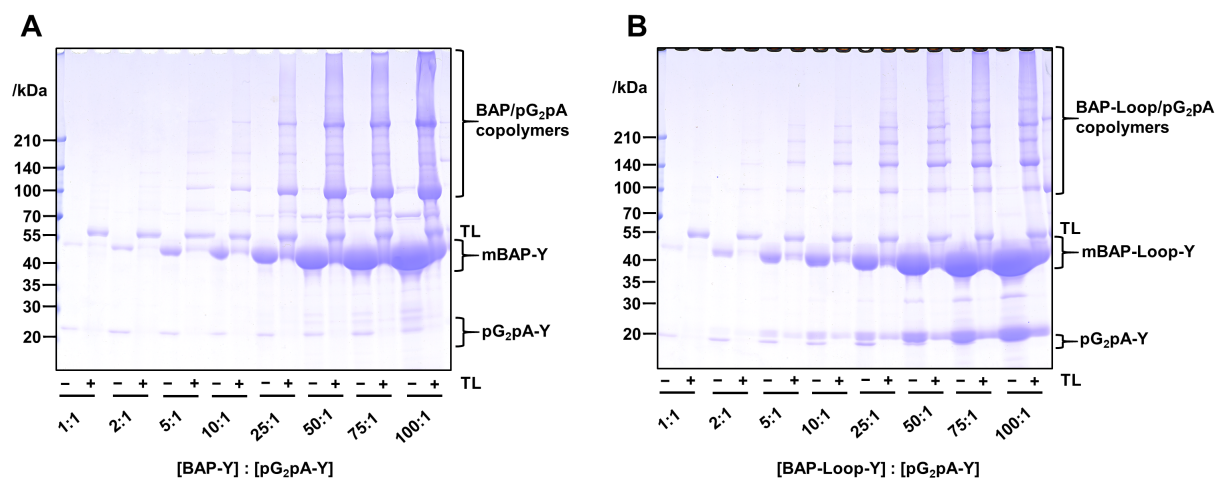 A
/kDa
210
140
100
70
55
40
35
30
20
BAP/pG₂pA
copolymers
TL
mBAP-Y
pG₂pA-Y
– + – + – + – + – + – + – + – + TL
1:1 2:1 5:1 10:1 25:1 50:1 75:1 100:1
[BAP-Y] : [pG₂pA-Y]
B
/kDa
210
140
100
70
55
40
35
30
20
BAP-Loop/pG₂pA
copolymers
TL
mBAP-Loop-Y
pG₂pA-Y
– + – + – + – + – + – + – + – + TL
1:1 2:1 5:1 10:1 25:1 50:1 75:1 100:1
[BAP-Loop-Y] : [pG₂pA-Y]